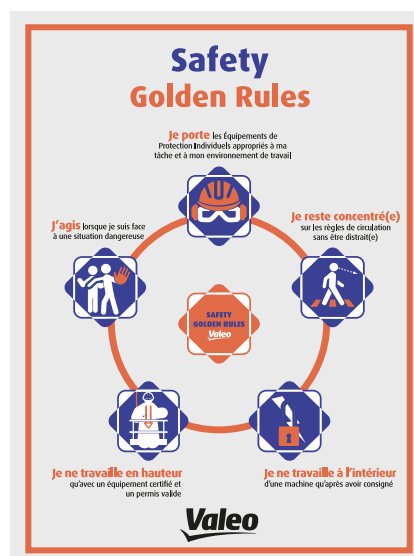 Safety
Golden Rules
Je porte les Équipements de
Protection Individuels appropriés à ma
tâche et à mon environnement de travail
J'agis lorsque je suis face
à une situation dangereuse
Je reste concentré(e)
sur les règles de circulation
sans être distrait(e)
SAFETY
GOLDEN RULES
Valeo
Je ne travaille en hauteur
qu'avec un équipement certifié et
un permis valide
Je ne travaille à l'intérieur
d'une machine qu'après avoir consigné
Valeo